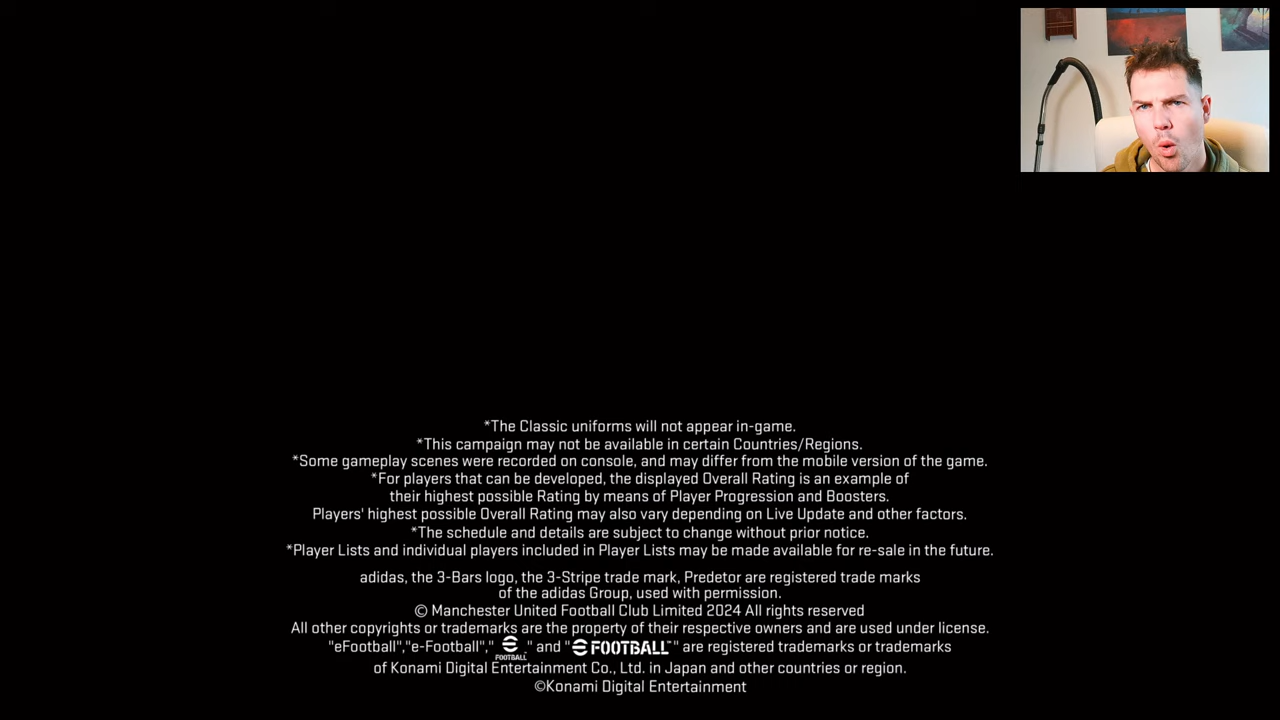 *The Classic uniforms will not appear in-game.
*This campaign may not be available in certain Countries/Regions.
*Some gameplay scenes were recorded on console, and may differ from the mobile version of the game.
*For players that can be developed, the displayed Overall Rating is an example of
their highest possible Rating by means of Player Progression and Boosters.
Players' highest possible Overall Rating may also vary depending on Live Update and other factors.
*The schedule and details are subject to change without prior notice.
*Player Lists and individual players included in Player Lists may be made available for re-sale in the future.
adidas, the 3-Bars logo, the 3-Stripe trade mark, Predetor are registered trade marks
of the adidas Group, used with permission.
© Manchester United Football Club Limited 2024 All rights reserved
All other copyrights or trademarks are the property of their respective owners and are used under license.
"eFootball","e-Football"," FOOTBALL " and " FOOTBALL™" are registered trademarks or trademarks
of Konami Digital Entertainment Co., Ltd. in Japan and other countries or region.
©Konami Digital Entertainment